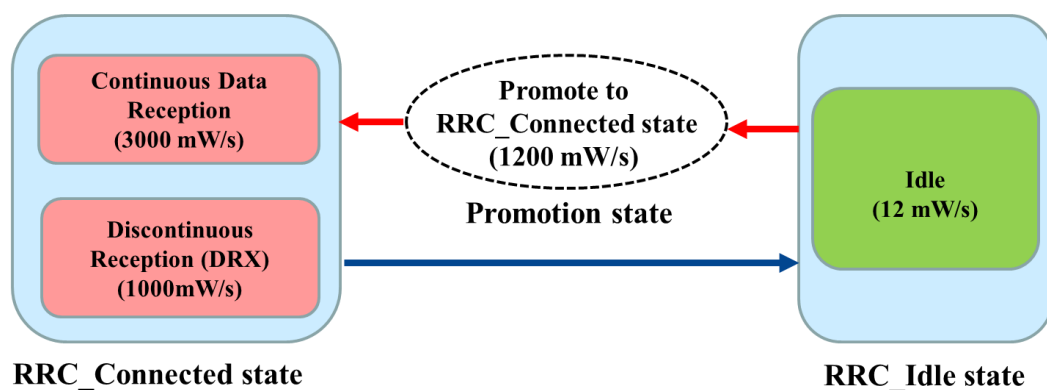 Continuous Data
Reception
(3000 mW/s)
Discontinuous
Reception (DRX)
(1000mW/s)
RRC_Connected state
Promote to
RRC_Connected state
(1200 mW/s)
Promotion state
Idle
(12 mW/s)
RRC_Idle state